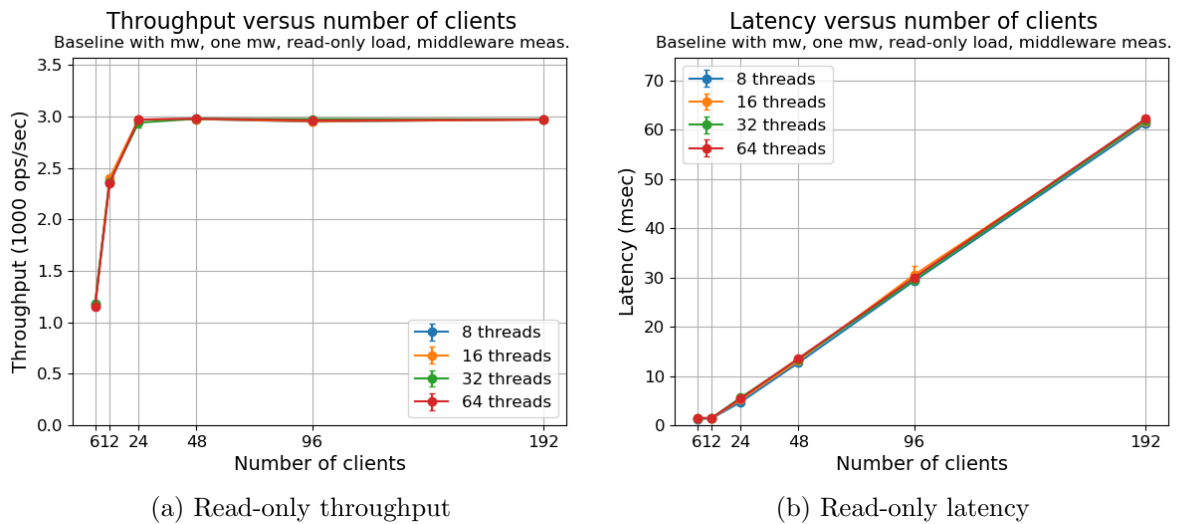 Throughput versus number of clients
Baseline with mw, one mw, read-only load, middleware meas.
Throughput (1000 ops/sec)
3.5
3.0
2.5
2.0
1.5
1.0
0.5
0.0
8 threads
16 threads
32 threads
64 threads
6 12 24 48 96 192
Number of clients
(a) Read-only throughput
Latency versus number of clients
Baseline with mw, one mw, read-only load, middleware meas.
Latency (msec)
70
60
50
40
30
20
10
0
8 threads
16 threads
32 threads
64 threads
6 12 24 48 96 192
Number of clients
(b) Read-only latency